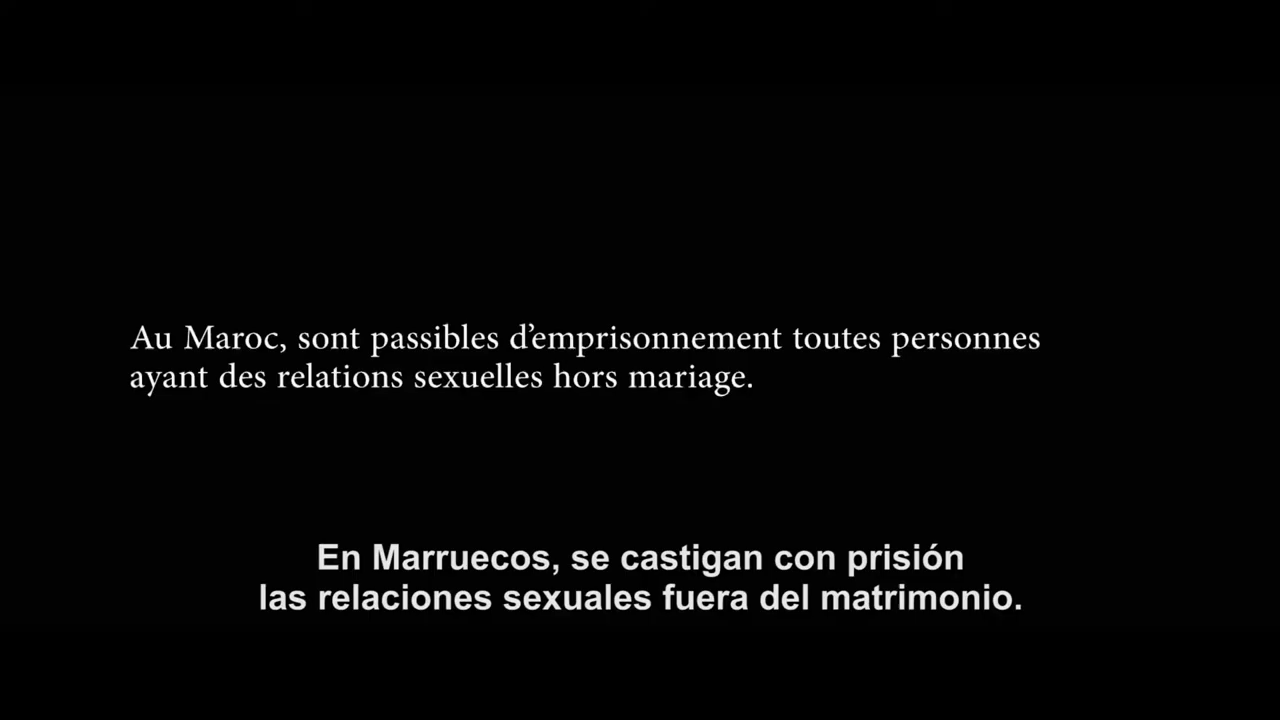 Au Maroc, sont passibles d’emprisonnement toutes personnes
ayant des relations sexuelles hors mariage.
En Marruecos, se castigan con prisión
las relaciones sexuales fuera del matrimonio.